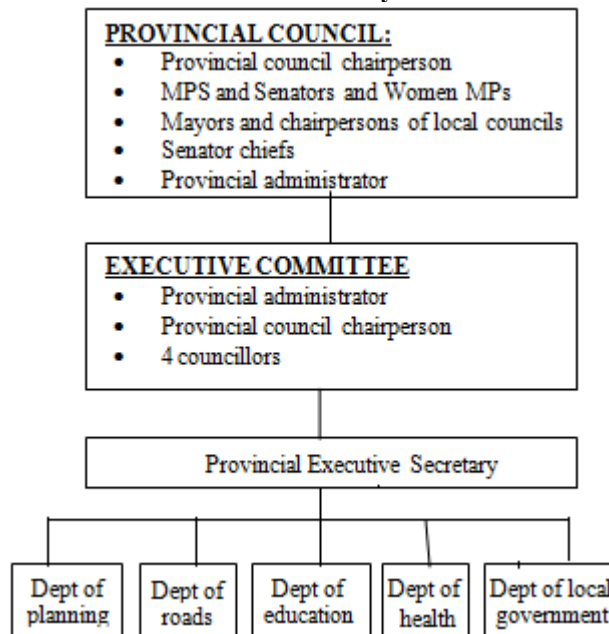 PROVINCIAL COUNCIL:
• Provincial council chairperson
• MPS and Senators and Women MPs
• Mayors and chairpersons of local councils
• Senator chiefs
• Provincial administrator
EXECUTIVE COMMITTEE
• Provincial administrator
• Provincial council chairperson
• 4 councillors
Provincial Executive Secretary
Dept of
planning
Dept of
roads
Dept of
education
Dept of
health
Dept of local
government